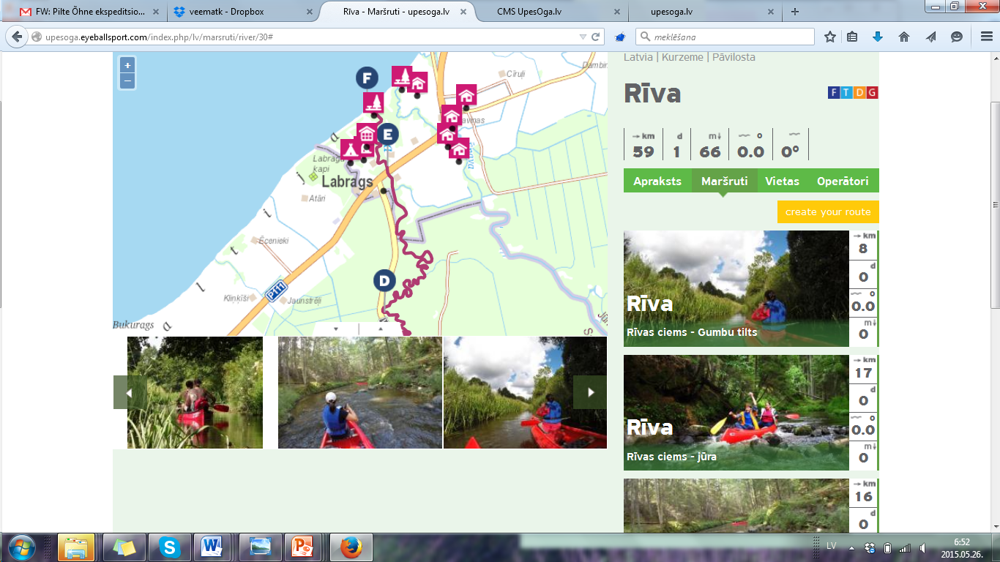 FW: Pilte Õhne ekspeditsio...
veematk - Dropbox
Rīva - Maršruti - upesoga.lv
CMS UpesOga.lv
upesoga.lv
upesoga.eyeballsport.com/index.php/lv/marsruti/river/30#
meklēšana
Latvia | Kurzeme | Pāvilosta
Rīva
F T D G
km d m o
59 1 66 0.0 0°
Apraksts Maršruti Vietas Operātori
create your route
+
−
F
E
D
Cīruļi
Labraga
kapi
Labrags
Atāri
Ēcenieki
P111
Klinķīši
Jaunstrēļi
Bukurags
a
j
i
t
l
a
km
8
d
0
o
0.0
m
0
Rīva
Rīvas ciems - Gumbu tilts
km
17
d
0
o
0.0
m
0
Rīva
Rīvas ciems - jūra
km
16
d
0
LV
6:52
2015.05.26.